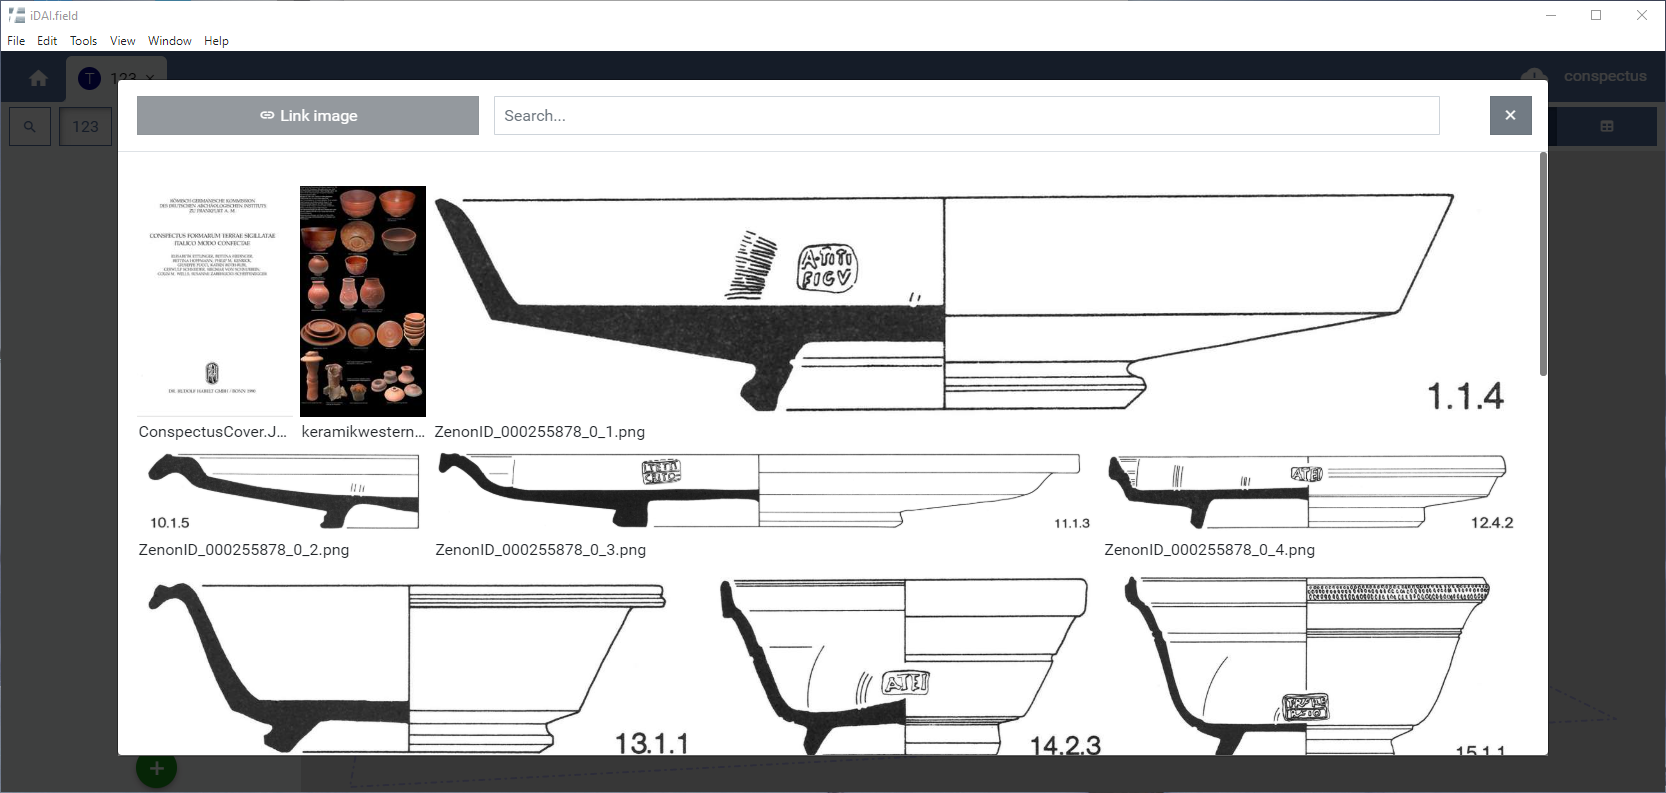 iDAI.field
File Edit Tools View Window Help
T 123 ×
conspectus
123
Link image
Search...
RÖMISCH-GERMANISCHE KOMMISSION
DES DEUTSCHEN ARCHÄOLOGISCHEN INSTITUTS
ZU FRANKFURT A. M.
CONSPECTUS FORMARUM TERRAE SIGILLATAE
ITALICO MODO CONFECTAE
DR. RUDOLF HABELT GMBH / BONN 1990
A·TITI
FIGV
1.1.4
ConspectusCover.J...
keramikwestern...
ZenonID_000255878_0_1.png
10.1.5
11.1.3
ATEI
12.4.2
ZenonID_000255878_0_2.png
ZenonID_000255878_0_3.png
ZenonID_000255878_0_4.png
13.1.1
ATEI
14.2.3
15.1.1